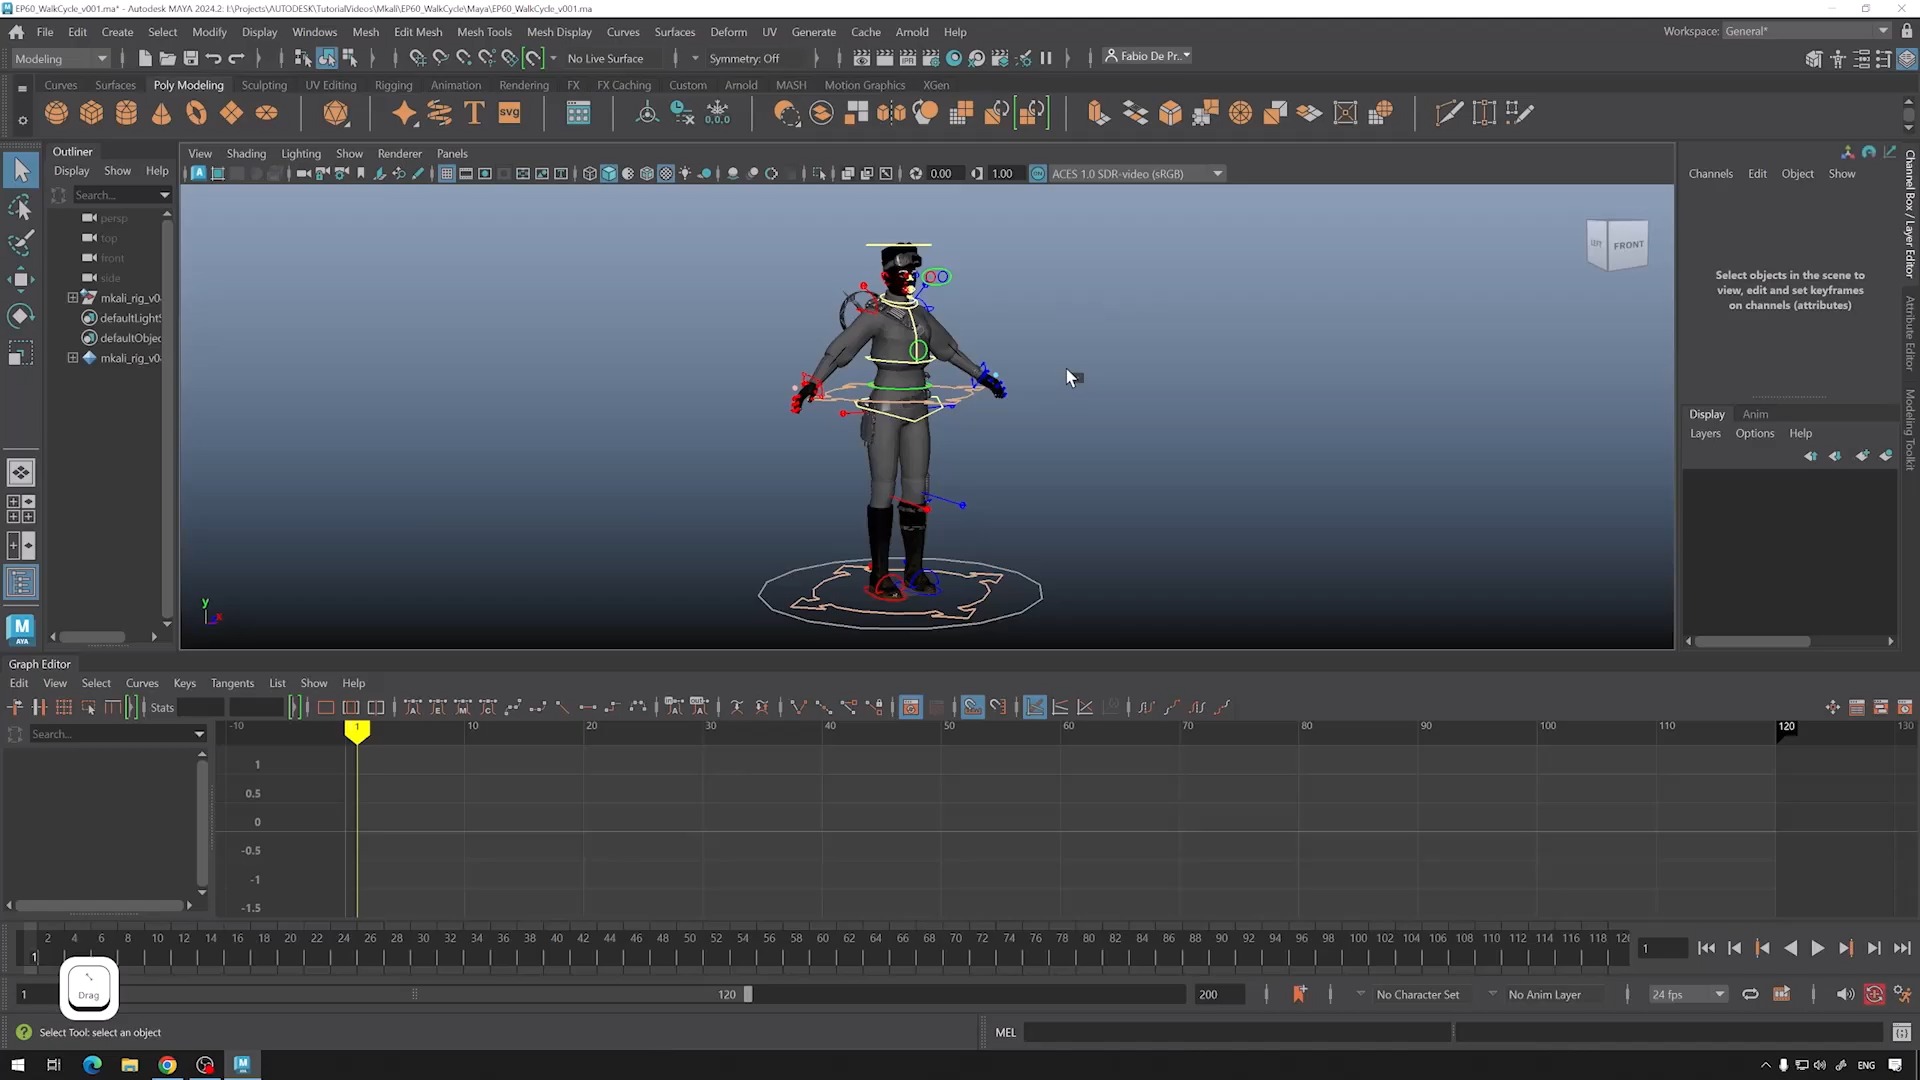 EP60_WalkCycle_v001.ma* - Autodesk MAYA 2024.2: I:\Projects\AUTODESK\TutorialVideos\Mkali\EP60_WalkCycle\Maya\EP60_WalkCycle_v001.ma
File Edit Create Select Modify Display Windows Mesh Edit Mesh Mesh Tools Mesh Display Curves Surfaces Deform UV Generate Cache Arnold Help Workspace: General*
Modeling No Live Surface Symmetry: Off Fabio De Pr..
Curves Surfaces Poly Modeling Sculpting UV Editing Rigging Animation Rendering FX FX Caching Custom Arnold MASH Motion Graphics XGen
Outliner
Display Show Help
Search...
persp
top
front
side
mkali_rig_v0
defaultLightS
defaultObjec
mkali_rig_v0
View Shading Lighting Show Renderer Panels
0.00 1.00 ACES 1.0 SDR-video (sRGB)
FRONT
y
Channels Edit Object Show
Select objects in the scene to
view, edit and set keyframes
on channels (attributes)
Display Anim
Layers Options Help
Channel Box / Layer Editor
Attribute Editor
Modeling Toolkit
Graph Editor
Edit View Select Curves Keys Tangents List Show Help
Stats
Search...
-10 1 10 20 30 40 50 60 70 80 90 100 110 120 130
1
0.5
0
-0.5
-1
-1.5
2 4 6 8 10 12 14 16 18 20 22 24 26 28 30 32 34 36 38 40 42 44 46 48 50 52 54 56 58 60 62 64 66 68 70 72 74 76 78 80 82 84 86 88 90 92 94 96 98 100 102 104 106 108 110 112 114 116 118 12
1
1
Drag
1 120 200 No Character Set No Anim Layer 24 fps
Select Tool: select an object
MEL
MAYA
ENG